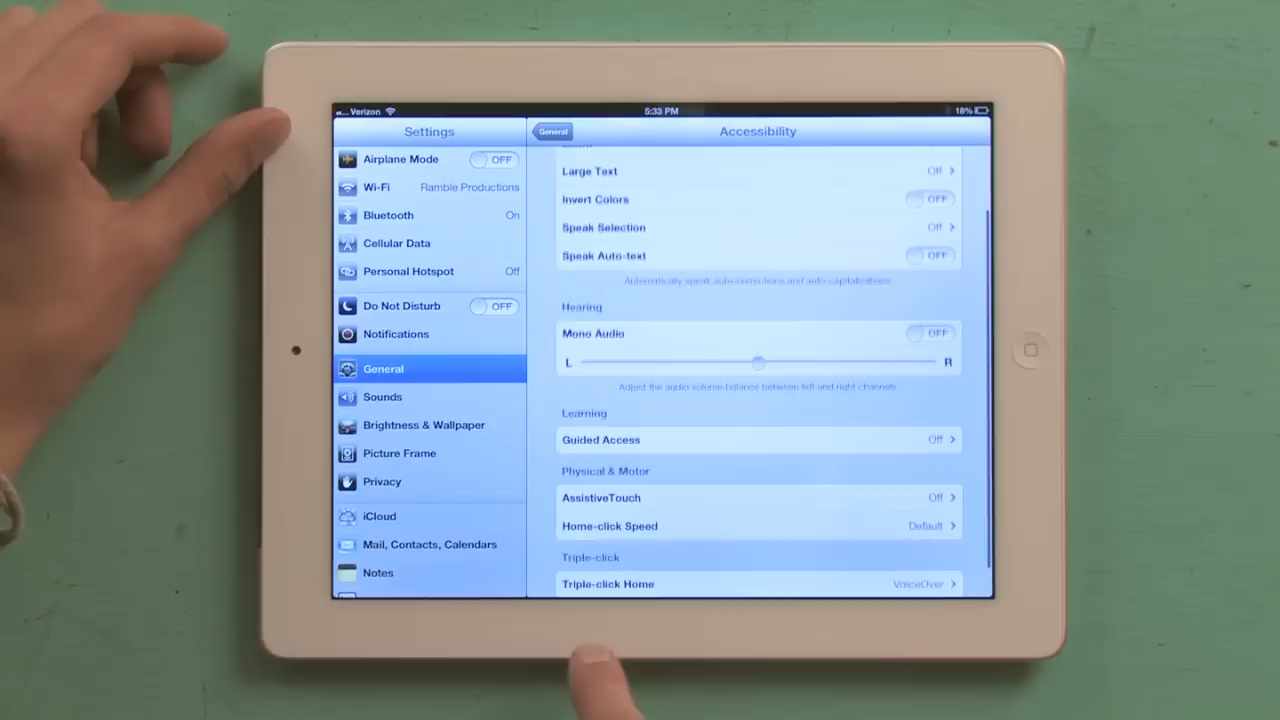 Verizon 5:33 PM 18%
Settings General Accessibility
Airplane Mode OFF
Wi-Fi Ramble Productions
Bluetooth On
Cellular Data
Personal Hotspot Off
Do Not Disturb OFF
Notifications
General
Sounds
Brightness & Wallpaper
Picture Frame
Privacy
iCloud
Mail, Contacts, Calendars
Notes
Large Text Off
Invert Colors OFF
Speak Selection Off
Speak Auto-text OFF
Automatically speak auto-corrections and auto-capitalizations.
Hearing
Mono Audio OFF
L R
Adjust the audio volume balance between left and right channels.
Learning
Guided Access Off
Physical & Motor
AssistiveTouch Off
Home-click Speed Default
Triple-click
Triple-click Home VoiceOver